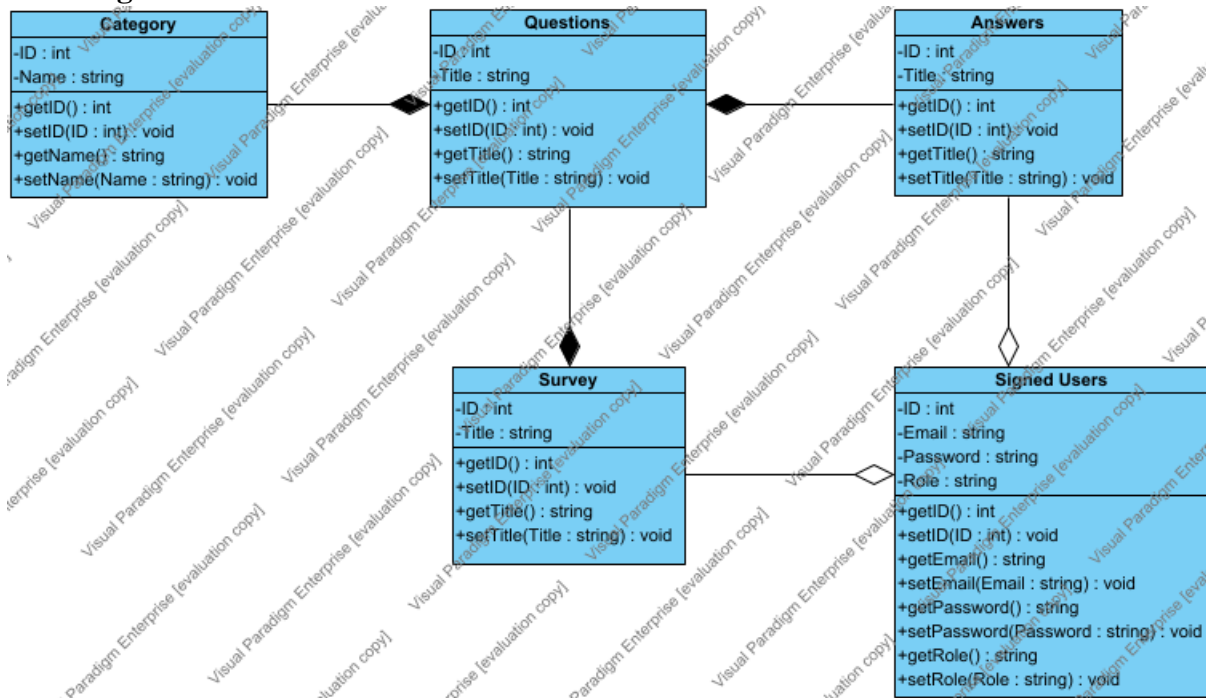 Category
-ID : int
-Name : string
+getID() : int
+setID(ID : int) : void
+getName() : string
+setName(Name : string) : void
Questions
-ID : int
-Title : string
+getID() : int
+setID(ID : int) : void
+getTitle() : string
+setTitle(Title : string) : void
Answers
-ID : int
-Title : string
+getID() : int
+setID(ID : int) : void
+getTitle() : string
+setTitle(Title : string) : void
Survey
-ID : int
-Title : string
+getID() : int
+setID(ID : int) : void
+getTitle() : string
+setTitle(Title : string) : void
Signed Users
-ID : int
-Email : string
-Password : string
-Role : string
+getID() : int
+setID(ID : int) : void
+getEmail() : string
+setEmail(Email : string) : void
+getPassword() : string
+setPassword(Password : string) : void
+getRole() : string
+setRole(Role : string) : void
Visual Paradigm Enterprise [evaluation copy]